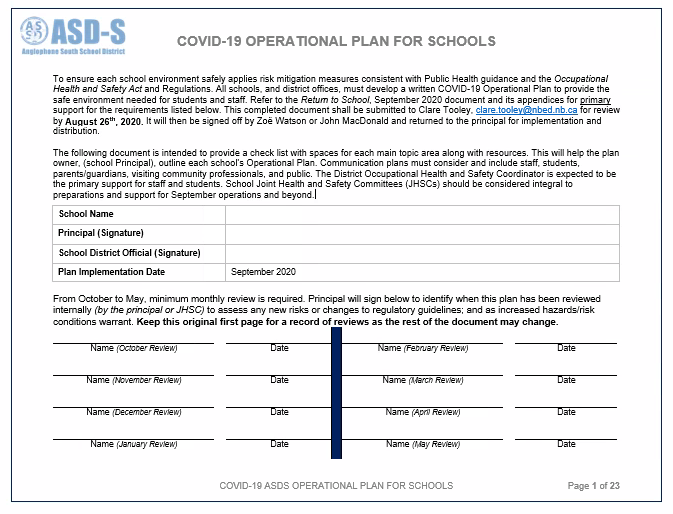 ASD-S
Anglophone South School District
COVID-19 OPERATIONAL PLAN FOR SCHOOLS
To ensure each school environment safely applies risk mitigation measures consistent with Public Health guidance and the Occupational
Health and Safety Act and Regulations. All schools, and district offices, must develop a written COVID-19 Operational Plan to provide the
safe environment needed for students and staff. Refer to the Return to School, September 2020 document and its appendices for primary
support for the requirements listed below. This completed document shall be submitted to Clare Tooley, clare.tooley@nbed.nb.ca for review
by August 26th, 2020. It will then be signed off by Zoë Watson or John MacDonald and returned to the principal for implementation and
distribution.
The following document is intended to provide a check list with spaces for each main topic area along with resources. This will help the plan
owner, (school Principal), outline each school's Operational Plan. Communication plans must consider and include staff, students,
parents/guardians, visiting community professionals, and public. The District Occupational Health and Safety Coordinator is expected to be
the primary support for staff and students. School Joint Health and Safety Committees (JHSCs) should be considered integral to
preparations and support for September operations and beyond.
School Name
Principal (Signature)
School District Official (Signature)
Plan Implementation Date September 2020
From October to May, minimum monthly review is required. Principal will sign below to identify when this plan has been reviewed
internally (by the principal or JHSC) to assess any new risks or changes to regulatory guidelines; and as increased hazards/risk
conditions warrant. Keep this original first page for a record of reviews as the rest of the document may change.
Name (October Review) Date Name (February Review) Date
Name (November Review) Date Name (March Review) Date
Name (December Review) Date Name (April Review) Date
Name (January Review) Date Name (May Review) Date
COVID-19 ASDS OPERATIONAL PLAN FOR SCHOOLS Page 1 of 23